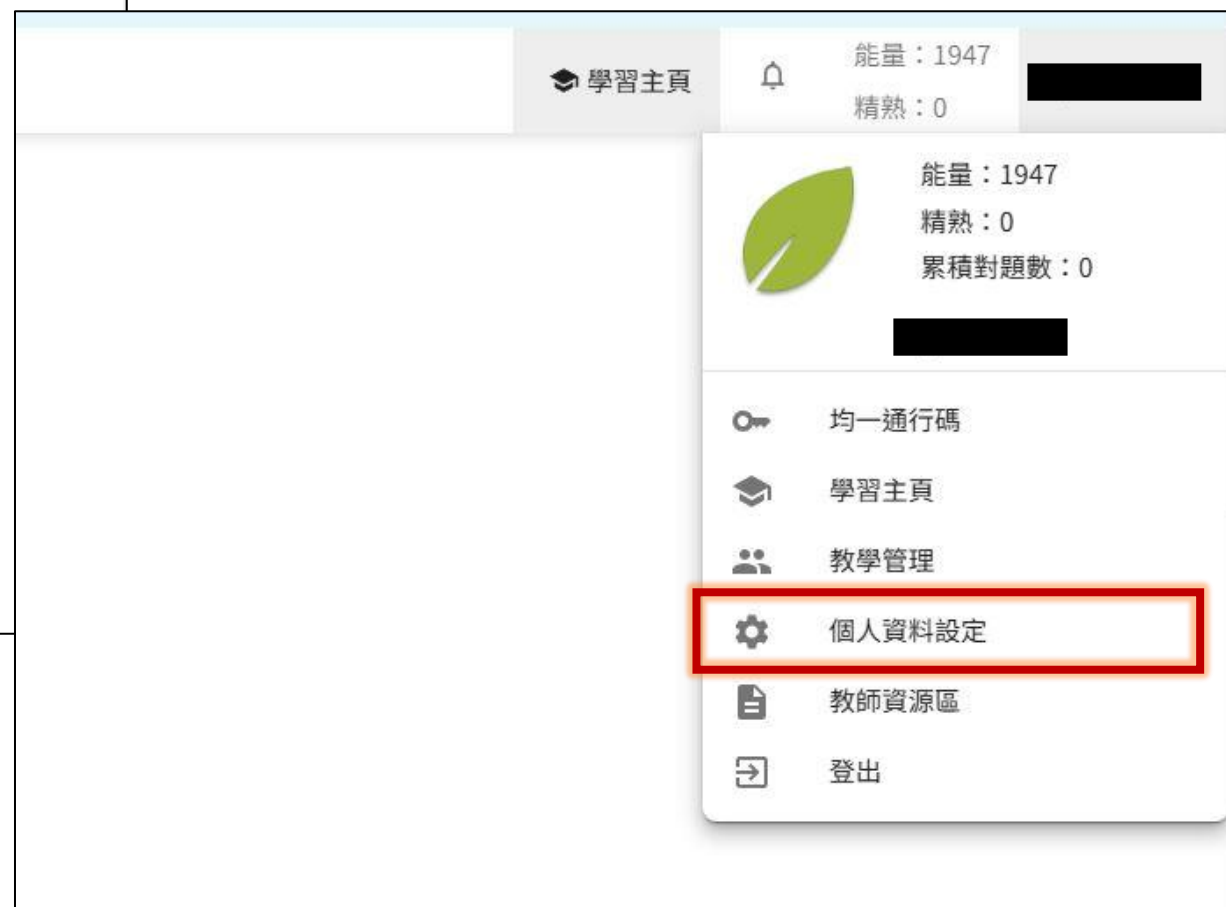 學習主頁
能量：1947
精熟：0
能量：1947
精熟：0
累積對題數：0
均一通行碼
學習主頁
教學管理
個人資料設定
教師資源區
登出